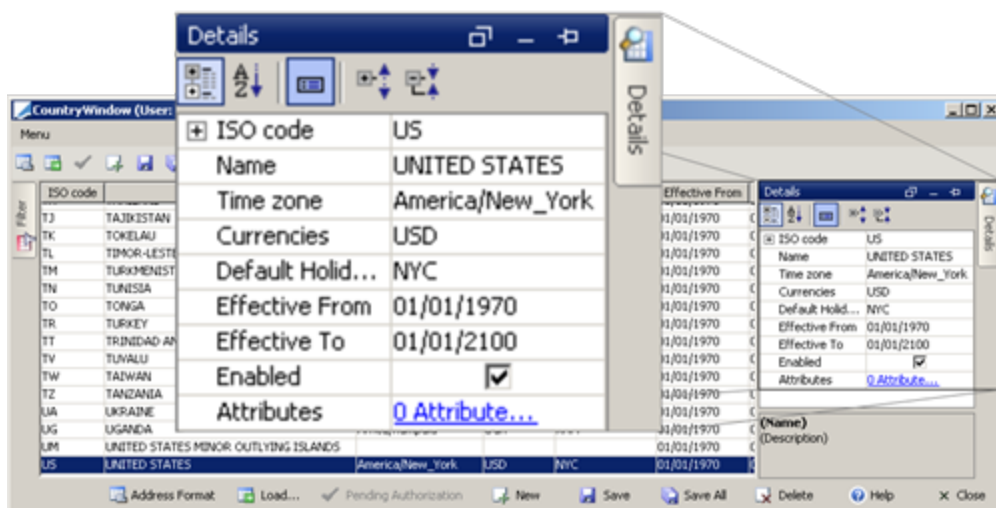 Details
ISO code US
Name UNITED STATES
Time zone America/New_York
Currencies USD
Default Holid... NYC
Effective From 01/01/1970
Effective To 01/01/2100
Enabled
Attributes 0 Attribute...
Details
CountryWindow (User:
Menu
Filter
ISO code Effective From
TJ TAJIKISTAN 01/01/1970
TK TOKELAU 01/01/1970
TL TIMOR-LESTE 01/01/1970
TM TURKMENIST 01/01/1970
TN TUNISIA 01/01/1970
TO TONGA 01/01/1970
TR TURKEY 01/01/1970
TT TRINIDAD AN 01/01/1970
TV TUVALU 01/01/1970
TW TAIWAN 01/01/1970
TZ TANZANIA 01/01/1970
UA UKRAINE 01/01/1970
UG UGANDA 01/01/1970
UM UNITED STATES MINOR OUTLYING ISLANDS 01/01/1970
US UNITED STATES America/New_York USD NYC 01/01/1970
Details
ISO code US
Name UNITED STATES
Time zone America/New_York
Currencies USD
Default Holid... NYC
Effective From 01/01/1970
Effective To 01/01/2100
Enabled
Attributes 0 Attribute...
Details
(Name)
(Description)
Address Format Load... Pending Authorization New Save Save All Delete Help Close